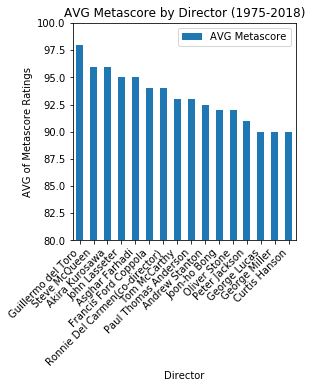 AVG Metascore by Director (1975-2018)
AVG Metascore
AVG of Metascore Ratings
100.0
97.5
95.0
92.5
90.0
87.5
85.0
82.5
80.0
Guillermo del Toro
Steve McQueen
Akira Kurosawa
John Lasseter
Asghar Farhadi
Francis Ford Coppola
Ronnie Del Carmen(co-director)
Tom McCarthy
Paul Thomas Anderson
Andrew Stanton
Joon-ho Bong
Oliver Stone
Peter Jackson
George Lucas
George Miller
Curtis Hanson
Director